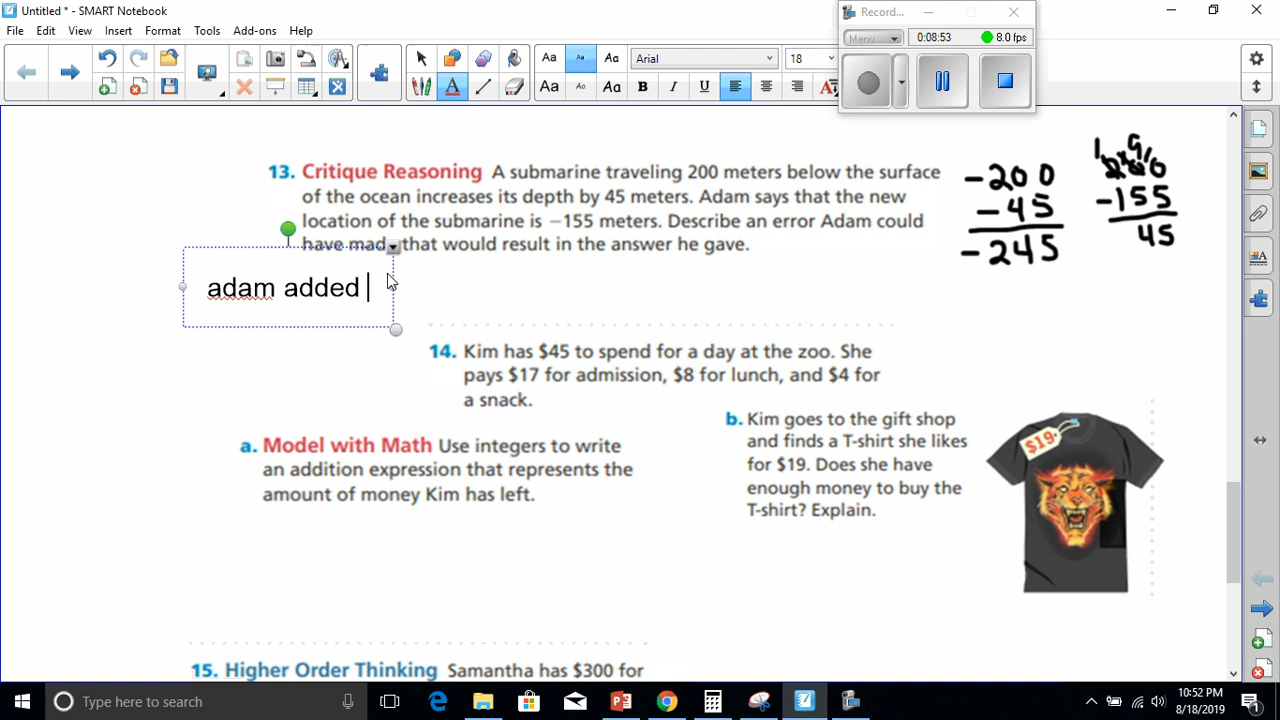 Untitled * - SMART Notebook
File Edit View Insert Format Tools Add-ons Help
Record...
Menu
0:08:53
8.0 fps
Aa Aa Aa Arial 18
Aa Aa Aa B I U
13. Critique Reasoning A submarine traveling 200 meters below the surface
of the ocean increases its depth by 45 meters. Adam says that the new
location of the submarine is −155 meters. Describe an error Adam could
have made that would result in the answer he gave.
-200
-45
-245
-155
45
adam added
14. Kim has $45 to spend for a day at the zoo. She
pays $17 for admission, $8 for lunch, and $4 for
a snack.
a. Model with Math Use integers to write
an addition expression that represents the
amount of money Kim has left.
b. Kim goes to the gift shop
and finds a T-shirt she likes
for $19. Does she have
enough money to buy the
T-shirt? Explain.
$19
15. Higher Order Thinking Samantha has $300 for
Type here to search
10:52 PM
8/18/2019
1